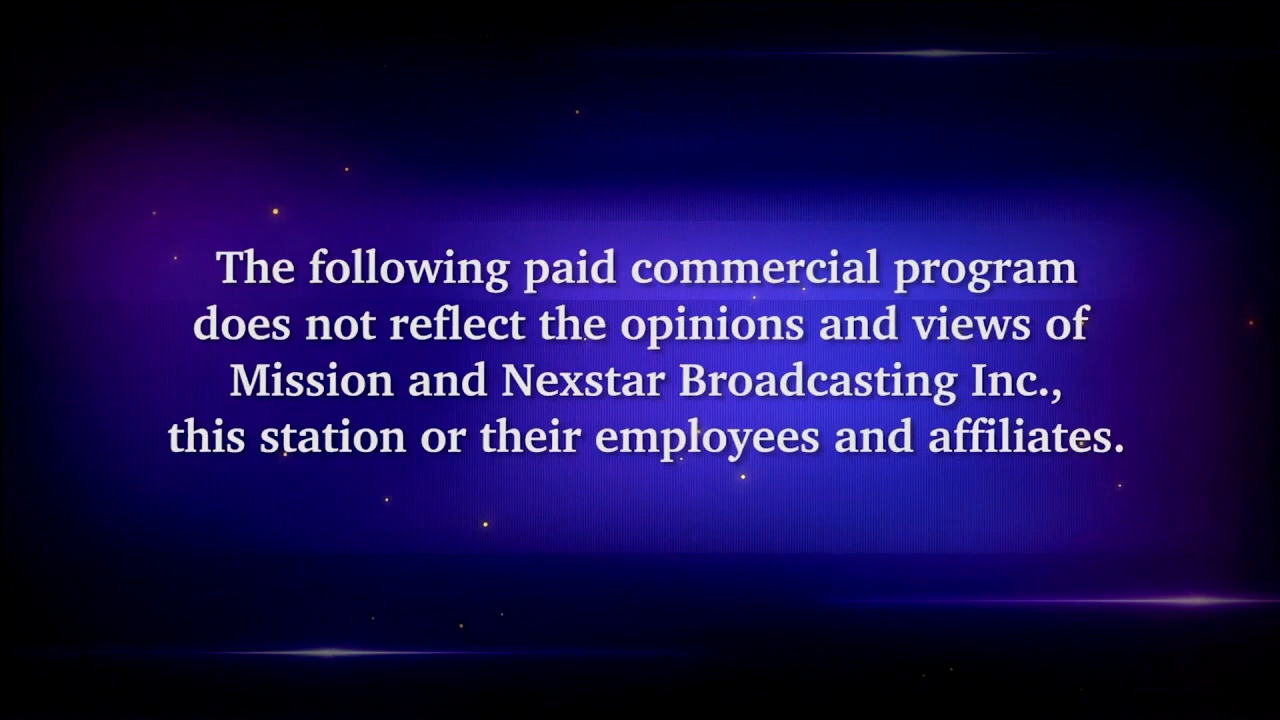 The following paid commercial program
does not reflect the opinions and views of
Mission and Nexstar Broadcasting Inc.,
this station or their employees and affiliates.